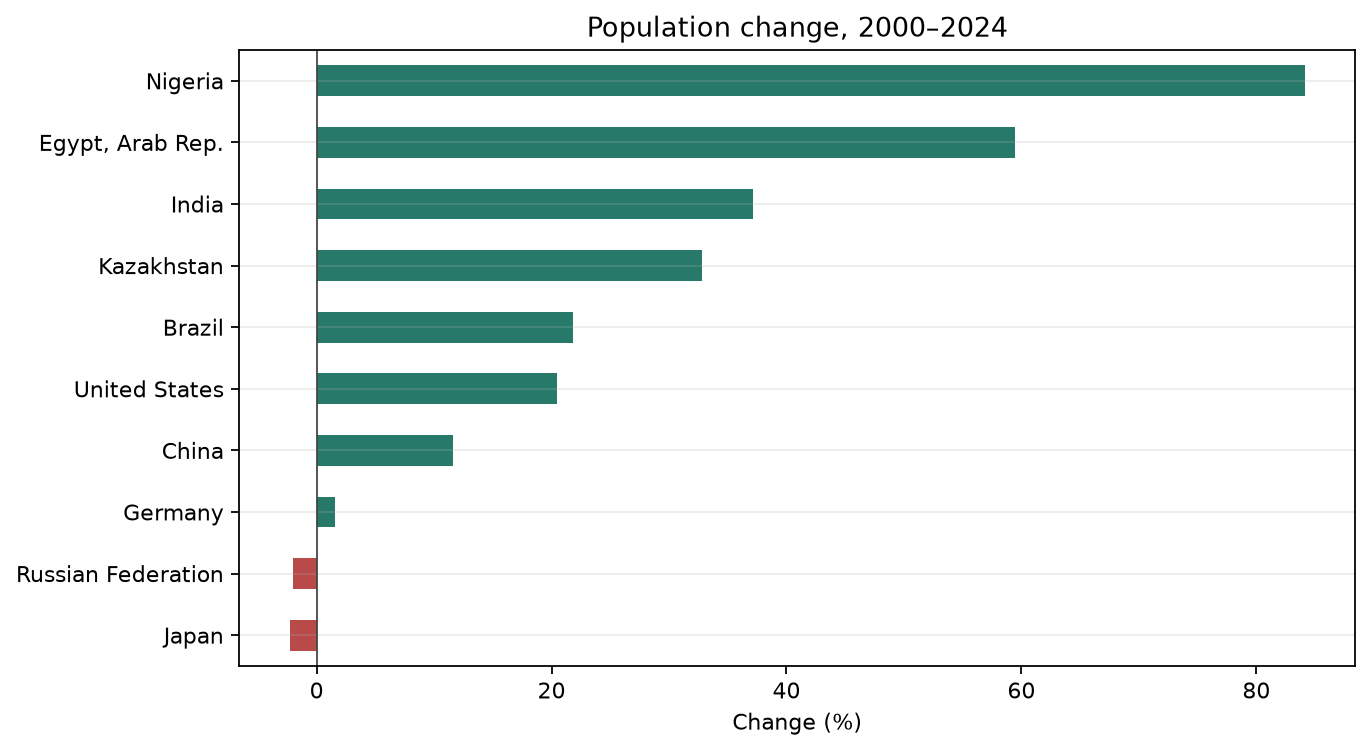 Population change, 2000–2024
Nigeria
Egypt, Arab Rep.
India
Kazakhstan
Brazil
United States
China
Germany
Russian Federation
Japan
0 20 40 60 80
Change (%)